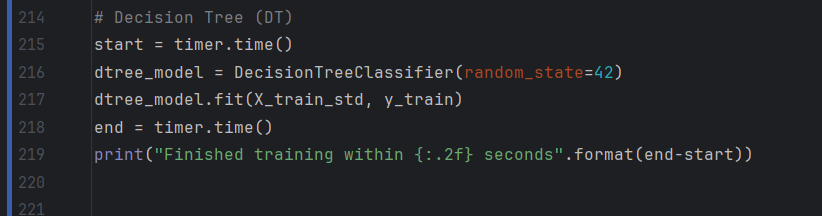 214 # Decision Tree (DT)
215 start = timer.time()
216 dtree_model = DecisionTreeClassifier(random_state=42)
217 dtree_model.fit(X_train_std, y_train)
218 end = timer.time()
219 print("Finished training within {:.2f} seconds".format(end-start))
220
221